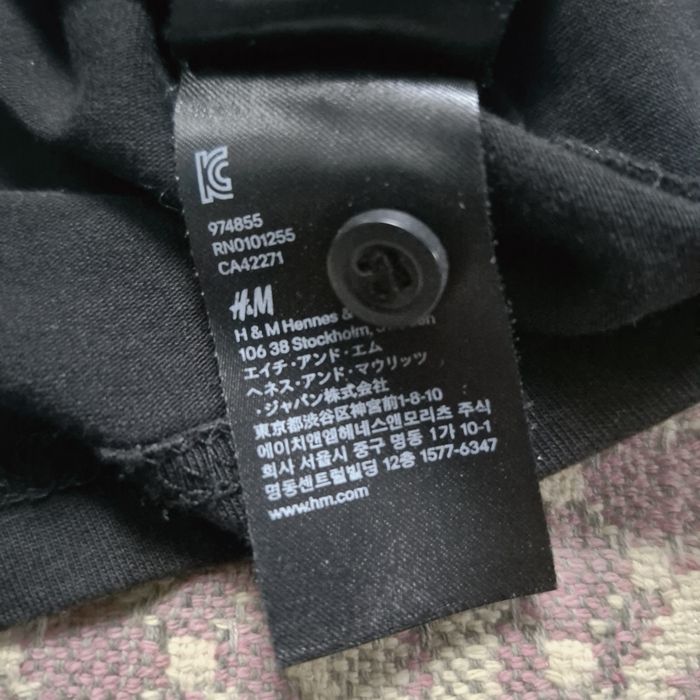 KC
974855
RN0101255
CA42271
H&M
H & M Hennes &
106 38 Stockholm,
エイチ・アンド・エム
ヘネス・アンド・マウリッツ
・ジャパン株式会社
東京都渋谷区神宮前1-8-10
에이치앤엠헤네스앤모리츠 주식
회사 서울시 중구 명동 1가 10-1
명동센트럴빌딩 12층 1577-6347
www.hm.com